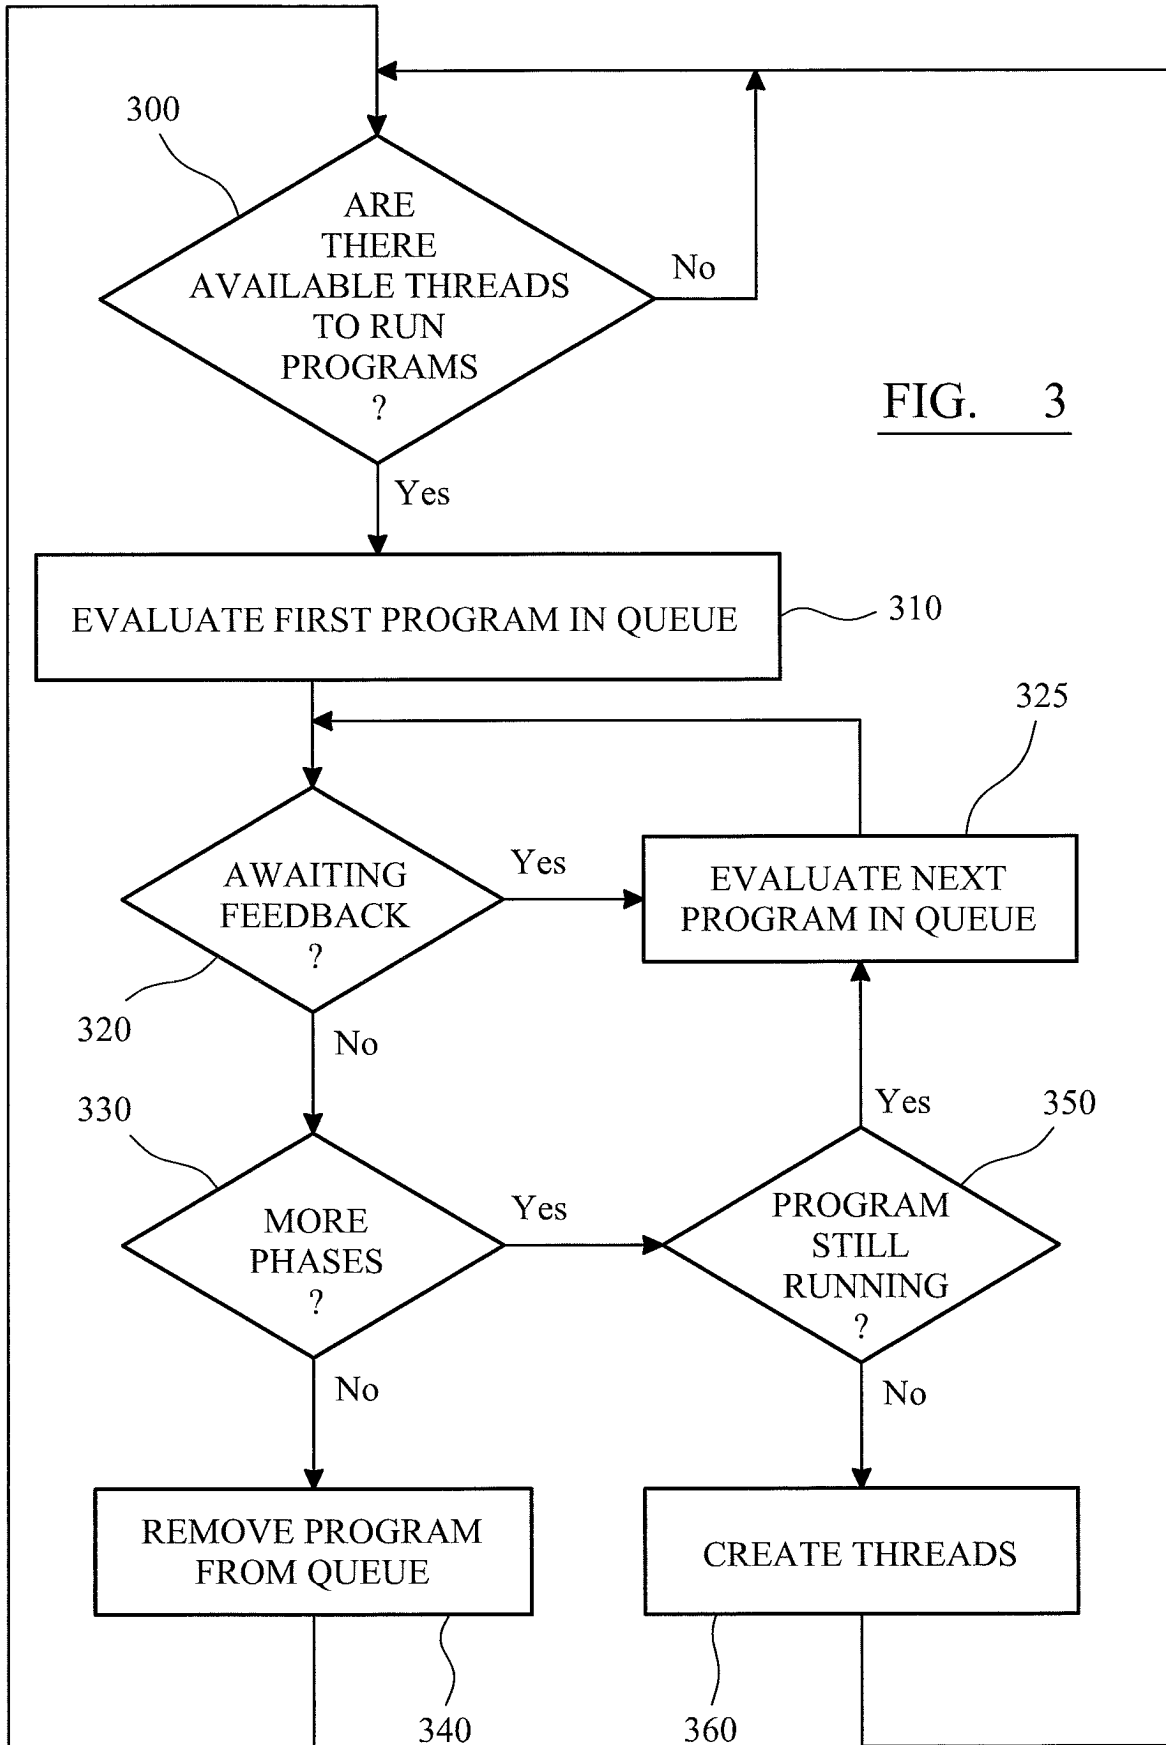 300
ARE
THERE
AVAILABLE THREADS
TO RUN
PROGRAMS
?
No
FIG. 3
Yes
EVALUATE FIRST PROGRAM IN QUEUE
310
325
AWAITING
FEEDBACK
?
Yes
EVALUATE NEXT
PROGRAM IN QUEUE
320
No
330
Yes
350
MORE
PHASES
?
Yes
PROGRAM
STILL
RUNNING
?
No
No
REMOVE PROGRAM
FROM QUEUE
CREATE THREADS
340
360